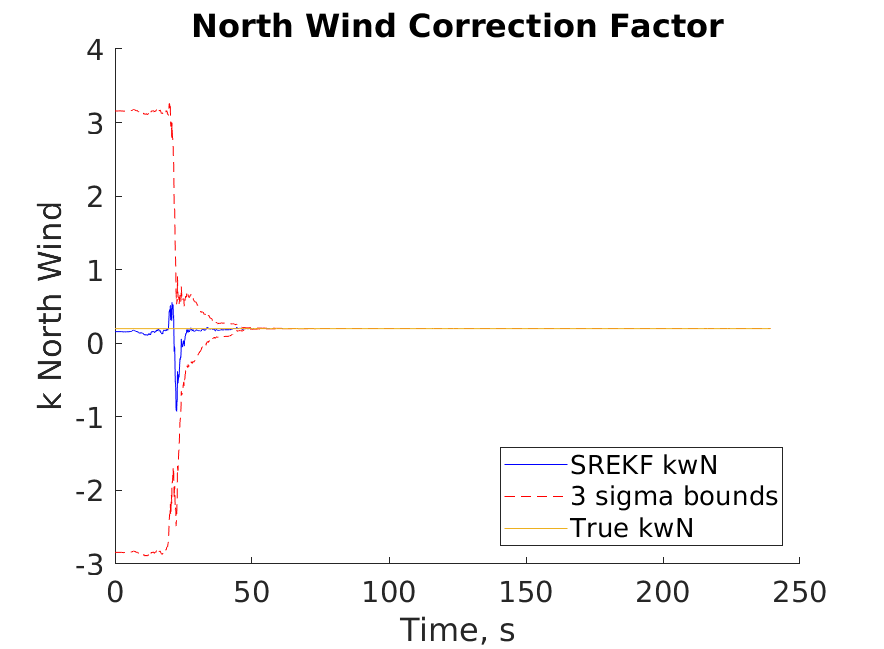 North Wind Correction Factor
4
3
2
1
0
-1
-2
-3
k North Wind
SREKF kwN
3 sigma bounds
True kwN
0 50 100 150 200 250
Time, s